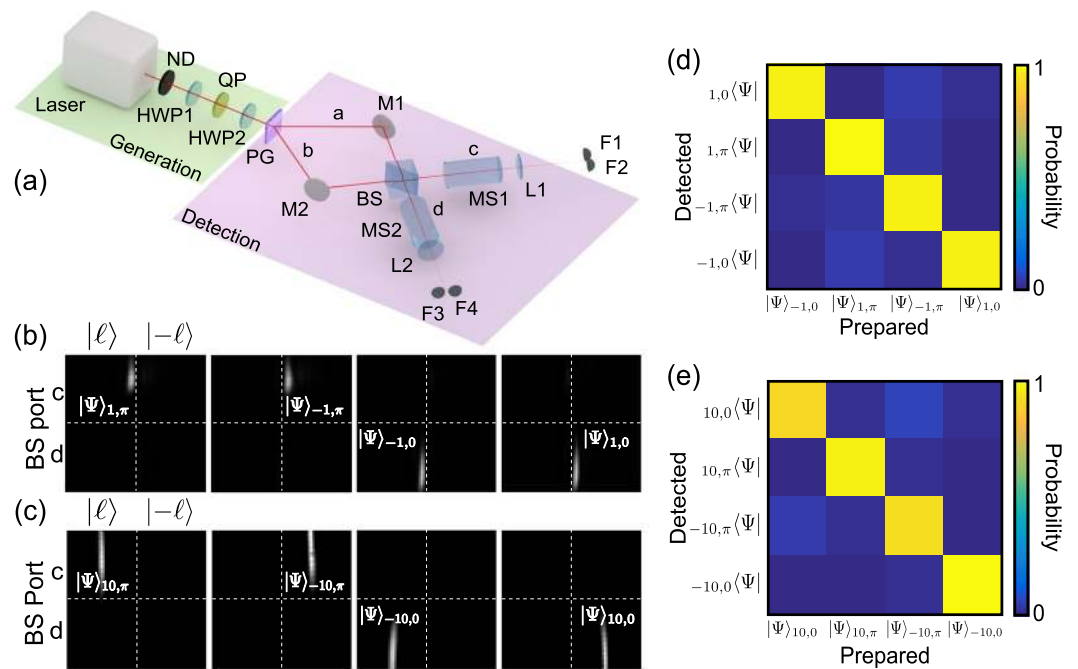 (a)
Laser
ND
HWP1
QP
HWP2
Generation
PG
a
b
M1
M2
BS
c
d
MS1
MS2
L1
L2
F1
F2
F3
F4
Detection
(b)
|ℓ⟩ |−ℓ⟩
BS port
c
d
|Ψ⟩1,π
|Ψ⟩−1,π
|Ψ⟩−1,0
|Ψ⟩1,0
(c)
|ℓ⟩ |−ℓ⟩
BS Port
c
d
|Ψ⟩10,π
|Ψ⟩−10,π
|Ψ⟩−10,0
|Ψ⟩10,0
(d)
Detected
1,0⟨Ψ|
1,π⟨Ψ|
−1,π⟨Ψ|
−1,0⟨Ψ|
|Ψ⟩−1,0 |Ψ⟩1,π |Ψ⟩−1,π |Ψ⟩1,0
Prepared
1
0
Probability
(e)
Detected
10,0⟨Ψ|
10,π⟨Ψ|
−10,π⟨Ψ|
−10,0⟨Ψ|
|Ψ⟩10,0 |Ψ⟩10,π |Ψ⟩−10,π |Ψ⟩−10,0
Prepared
1
0
Probability